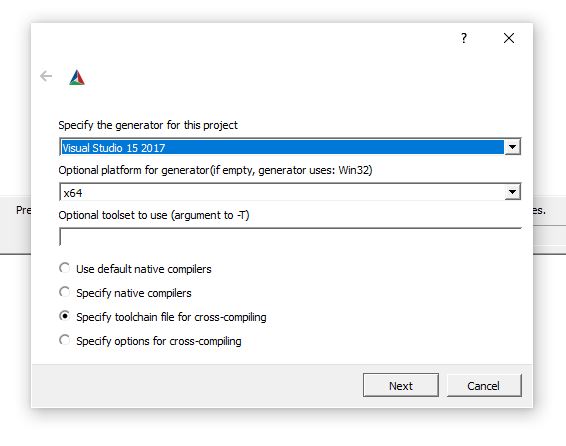 ?
Specify the generator for this project
Visual Studio 15 2017
Optional platform for generator(if empty, generator uses: Win32)
x64
Pre
es.
Optional toolset to use (argument to -T)
Use default native compilers
Specify native compilers
Specify toolchain file for cross-compiling
Specify options for cross-compiling
Next
Cancel